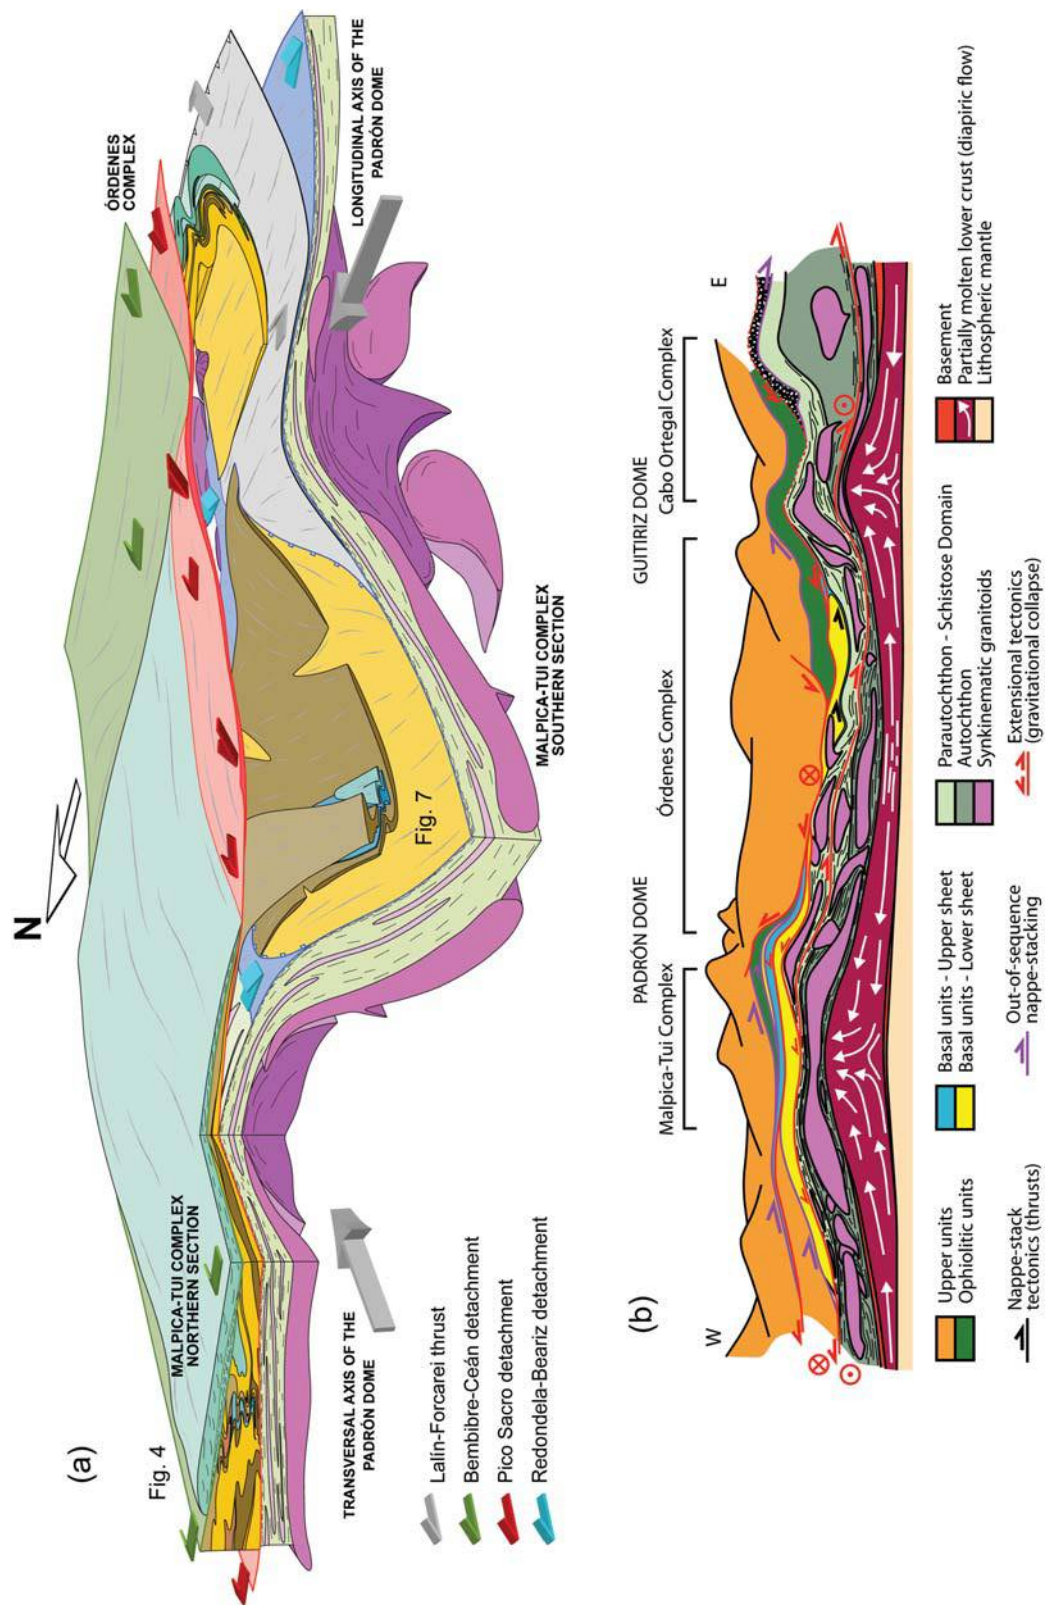 (a)
N
ÓRDENES
COMPLEX
Fig. 4
MALPICA-TUI COMPLEX
NORTHERN SECTION
LONGITUDINAL AXIS OF THE
PADRÓN DOME
Fig. 7
TRANSVERSAL AXIS OF THE
PADRÓN DOME
MALPICA-TUI COMPLEX
SOUTHERN SECTION
Lalín-Forcarei thrust
Bembibre-Ceán detachment
Pico Sacro detachment
Redondela-Beariz detachment
(b)
PADRÓN DOME
GUITIRIZ DOME
Malpica-Tui Complex
Órdenes Complex
Cabo Ortegal Complex
W
E
Upper units
Ophiolitic units
Basal units - Upper sheet
Basal units - Lower sheet
Parautochthon - Schistose Domain
Autochthon
Synkinematic granitoids
Basement
Partially molten lower crust (diapiric flow)
Lithospheric mantle
Nappe-stack
tectonics (thrusts)
Out-of-sequence
nappe-stacking
Extensional tectonics
(gravitational collapse)